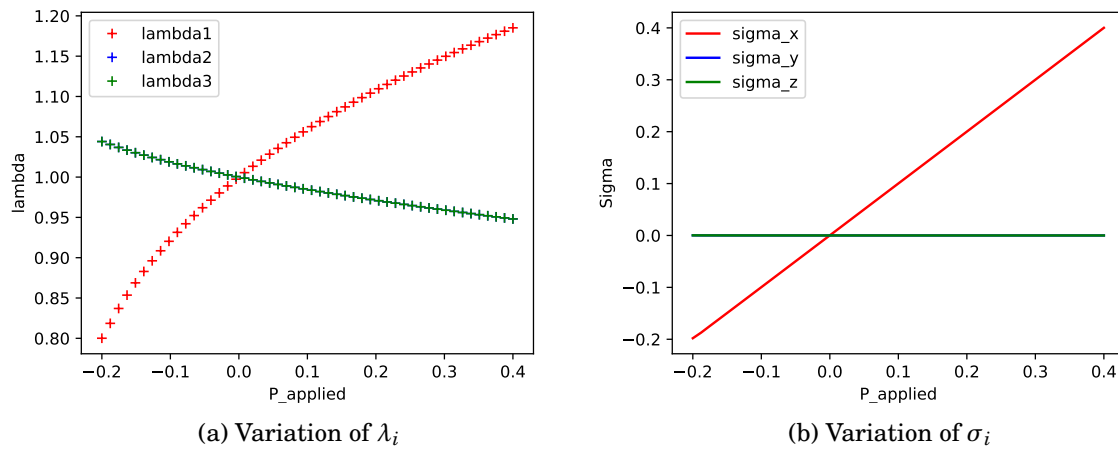 1.20
1.15
1.10
1.05
1.00
0.95
0.90
0.85
0.80
lambda
lambda1
lambda2
lambda3
−0.2 −0.1 0.0 0.1 0.2 0.3 0.4
P_applied
(a) Variation of λi
0.4
0.3
0.2
0.1
0.0
−0.1
−0.2
Sigma
sigma_x
sigma_y
sigma_z
−0.2 −0.1 0.0 0.1 0.2 0.3 0.4
P_applied
(b) Variation of σi